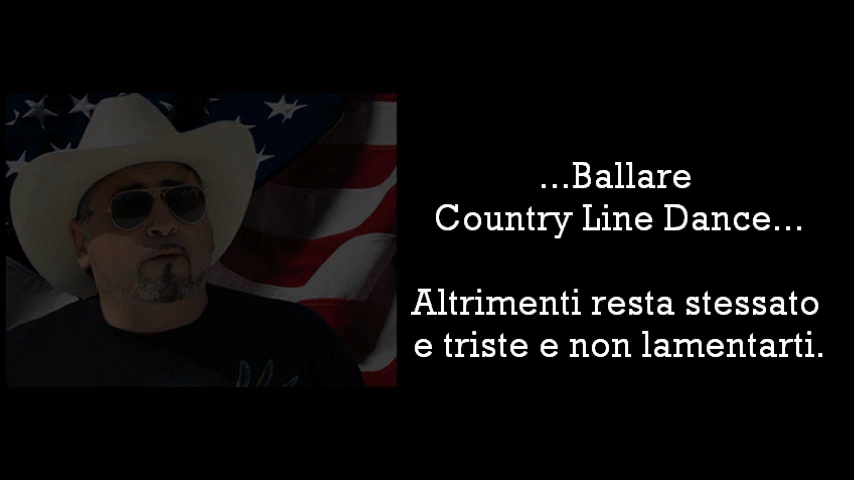 ...Ballare
Country Line Dance...
Altrimenti resta stessato
e triste e non lamentarti.